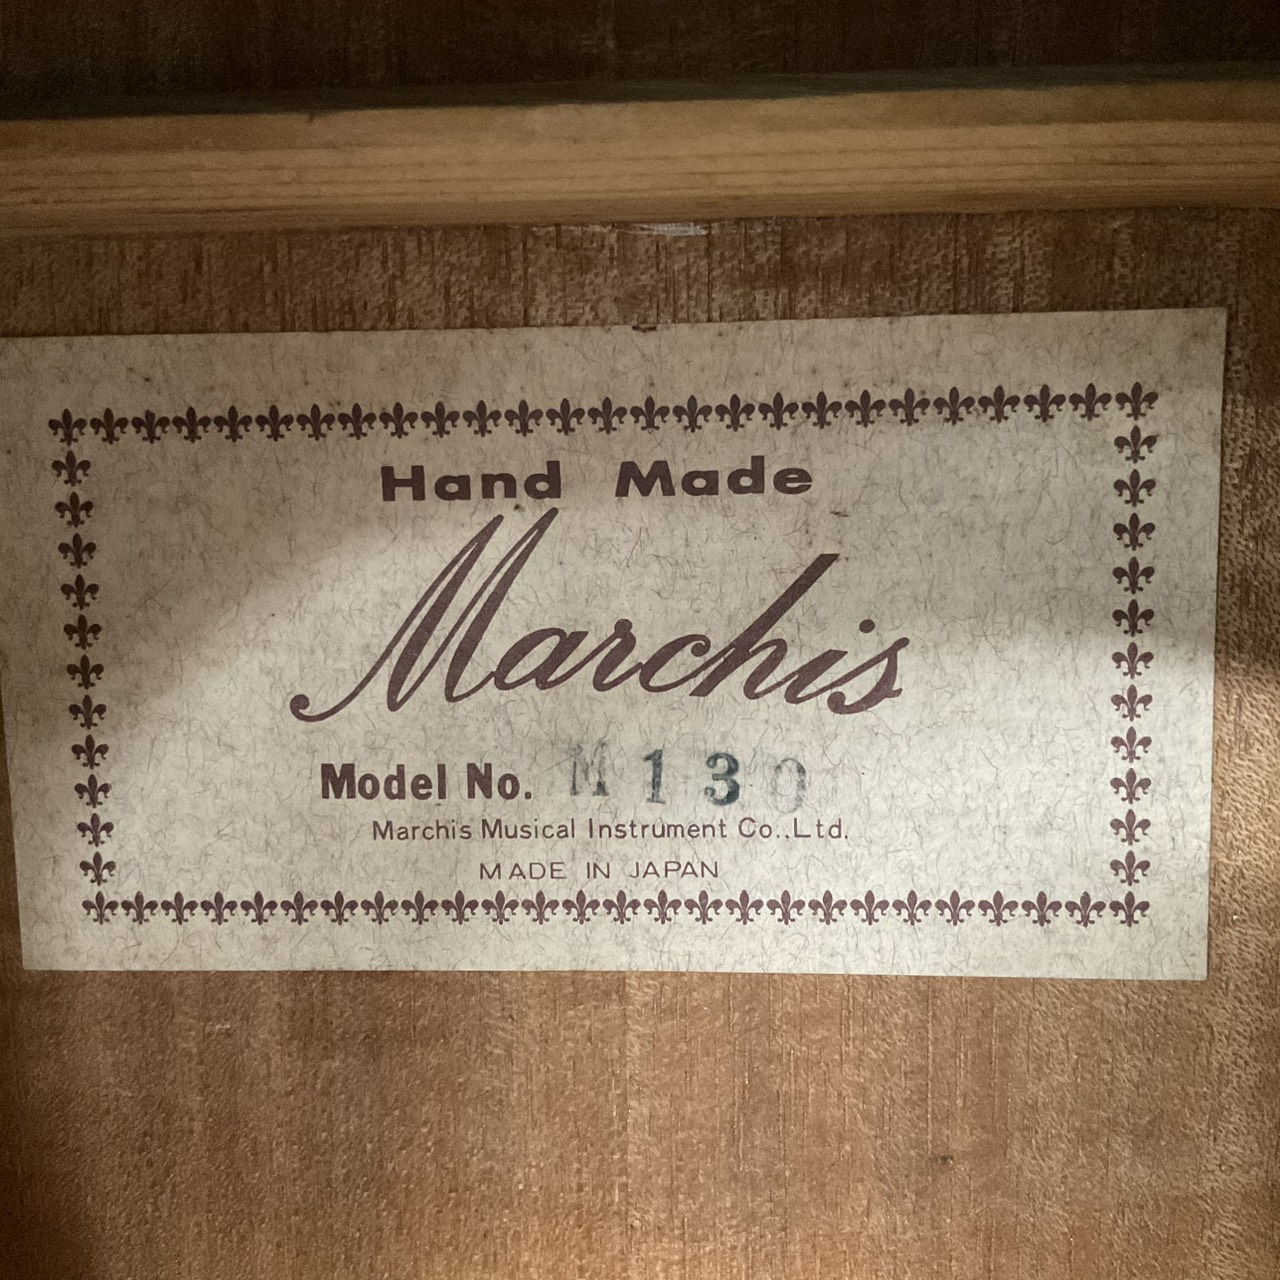 Hand Made
Marchis
Model No. M130
Marchis Musical Instrument Co.,Ltd.
MADE IN JAPAN